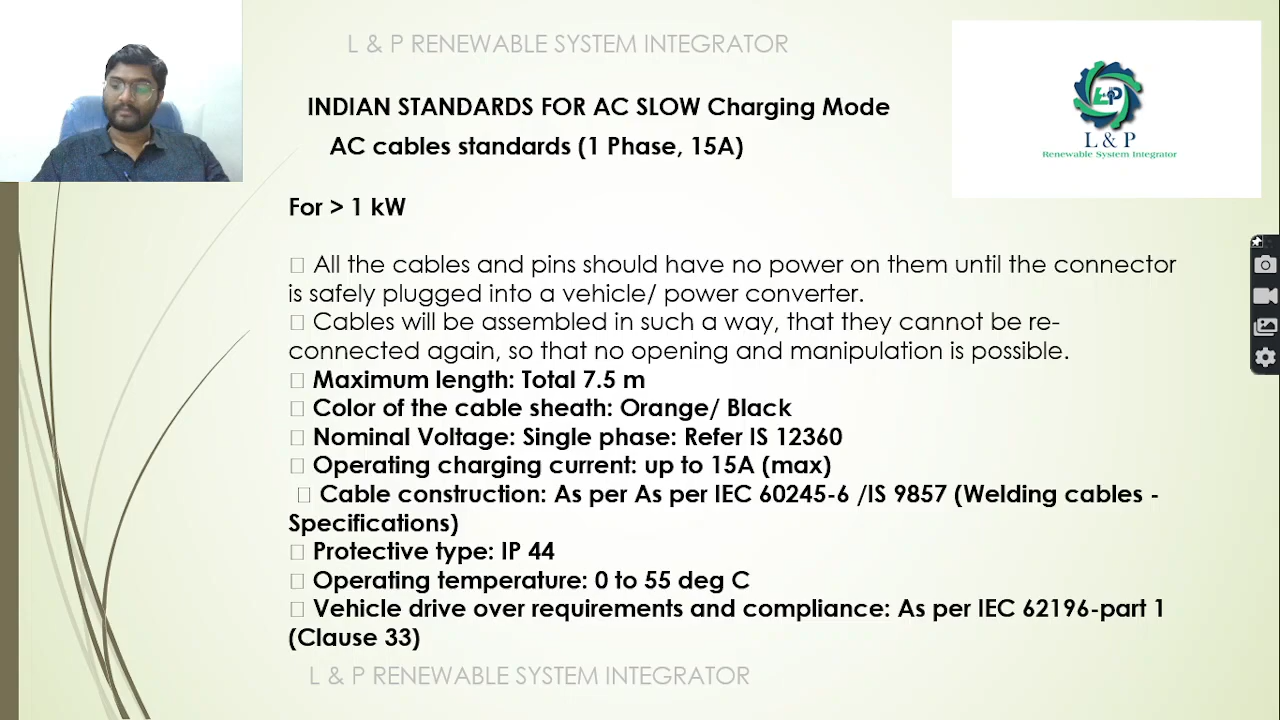 L & P RENEWABLE SYSTEM INTEGRATOR
INDIAN STANDARDS FOR AC SLOW Charging Mode
AC cables standards (1 Phase, 15A)
LP
L & P
Renewable System Integrator
For > 1 kW
□ All the cables and pins should have no power on them until the connector
is safely plugged into a vehicle/ power converter.
□ Cables will be assembled in such a way, that they cannot be re-
connected again, so that no opening and manipulation is possible.
□ Maximum length: Total 7.5 m
□ Color of the cable sheath: Orange/ Black
□ Nominal Voltage: Single phase: Refer IS 12360
□ Operating charging current: up to 15A (max)
□ Cable construction: As per As per IEC 60245-6 /IS 9857 (Welding cables -
Specifications)
□ Protective type: IP 44
□ Operating temperature: 0 to 55 deg C
□ Vehicle drive over requirements and compliance: As per IEC 62196-part 1
(Clause 33)
L & P RENEWABLE SYSTEM INTEGRATOR